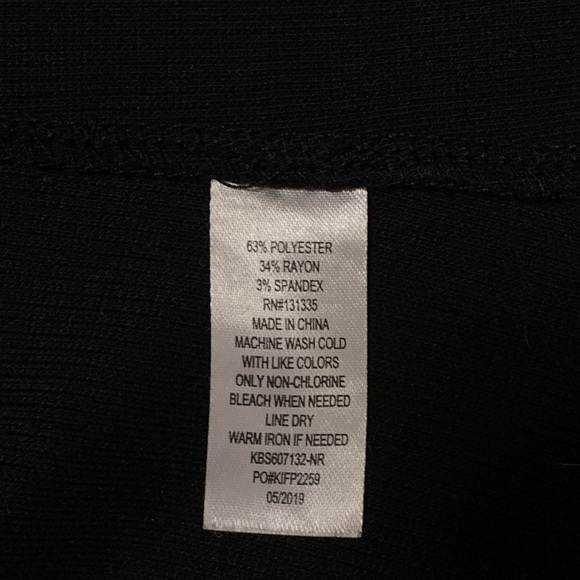 63% POLYESTER
34% RAYON
3% SPANDEX
RN#131335
MADE IN CHINA
MACHINE WASH COLD
WITH LIKE COLORS
ONLY NON-CHLORINE
BLEACH WHEN NEEDED
LINE DRY
WARM IRON IF NEEDED
KBS607132-NR
PO#KIFP2259
05/2019